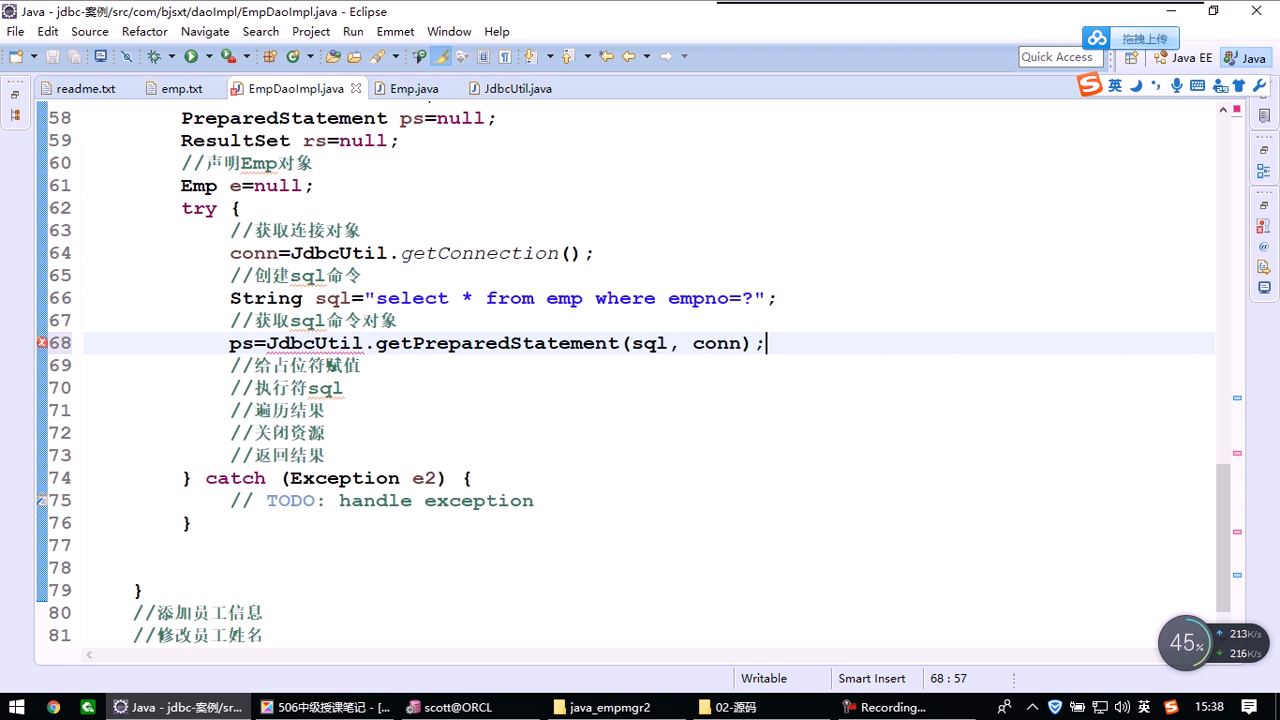 Java - jdbc-案例/src/com/bjsxt/daoImpl/EmpDaoImpl.java - Eclipse
File Edit Source Refactor Navigate Search Project Run Emmet Window Help
拖拽上传
Quick Access
Java EE
Java
readme.txt
emp.txt
EmpDaoImpl.java
Emp.java
JdbcUtil.java
英
58 PreparedStatement ps=null;
59 ResultSet rs=null;
60 //声明Emp对象
61 Emp e=null;
62 try {
63 //获取连接对象
64 conn=JdbcUtil.getConnection();
65 //创建sql命令
66 String sql="select * from emp where empno=?";
67 //获取sql命令对象
68 ps=JdbcUtil.getPreparedStatement(sql, conn);
69 //给占位符赋值
70 //执行符sql
71 //遍历结果
72 //关闭资源
73 //返回结果
74 } catch (Exception e2) {
75 // TODO: handle exception
76 }
77
78
79 }
80 //添加员工信息
81 //修改员工姓名
45%
213K/s
216K/s
Writable
Smart Insert
68 : 57
Java - jdbc-案例/sr...
506中级授课笔记 - [...
scott@ORCL
java_empmgr2
02-源码
Recording...
英
15:38